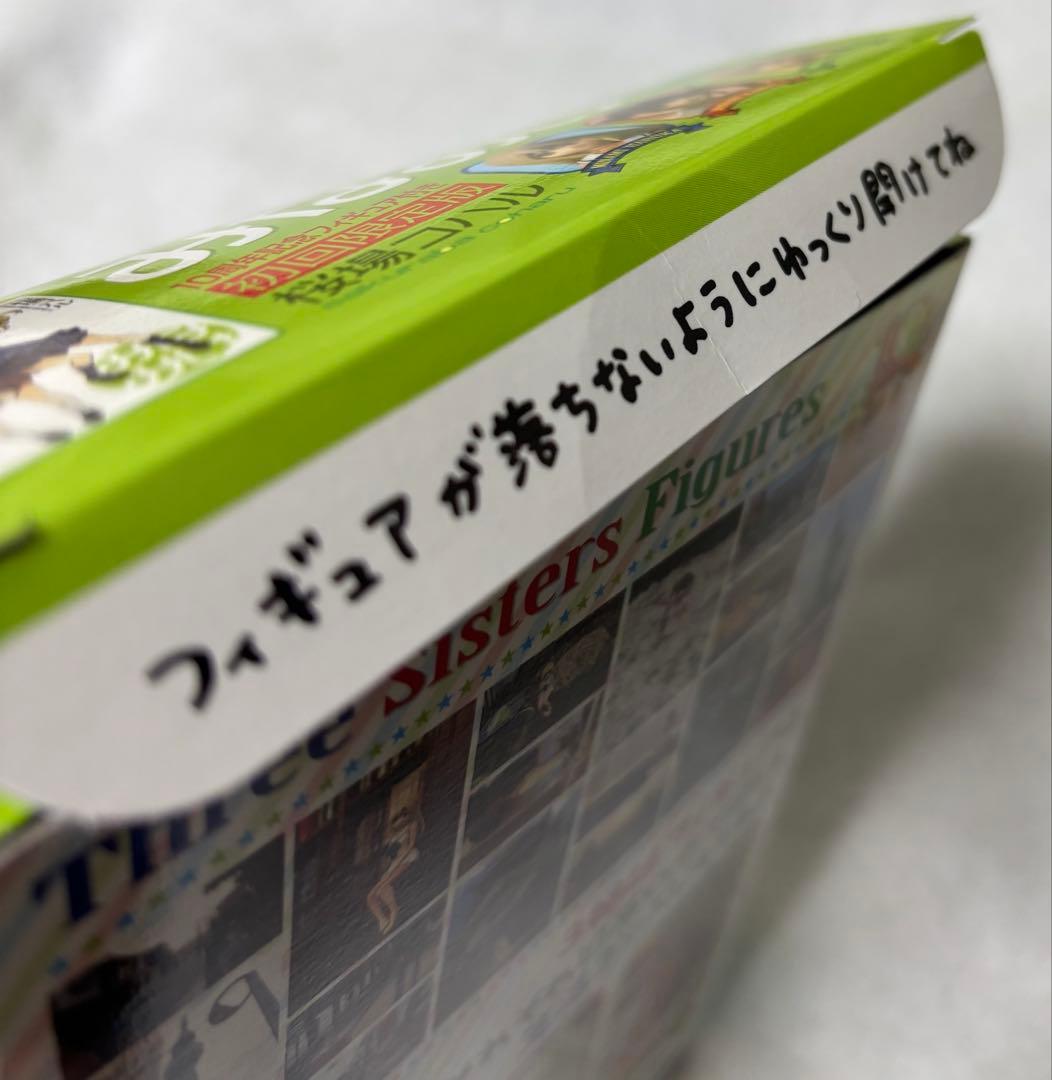 10周年記念フィギュア付き
初回限定版
桜場コハル
フィギュアが落ちないようにゆっくり開けてね
Three Sisters Figures